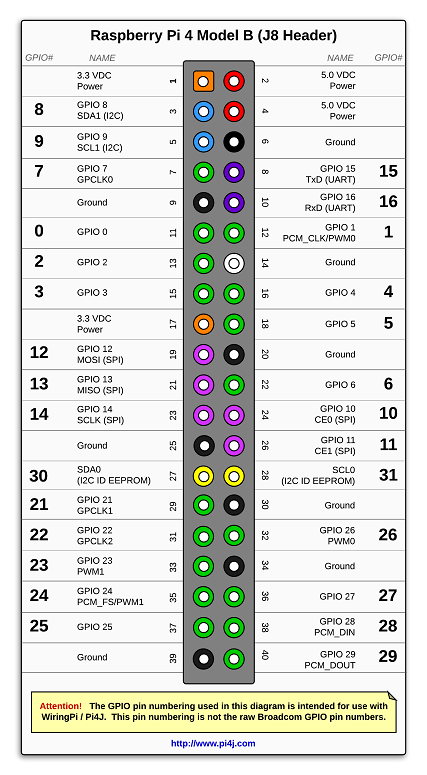 Raspberry Pi 4 Model B (J8 Header)
GPIO# NAME NAME GPIO#
3.3 VDC
Power 1 2 5.0 VDC
Power
8 GPIO 8
SDA1 (I2C) 3 4 5.0 VDC
Power
9 GPIO 9
SCL1 (I2C) 5 6 Ground
7 GPIO 7
GPCLK0 7 8 GPIO 15
TxD (UART) 15
Ground 9 10 GPIO 16
RxD (UART) 16
0 GPIO 0 11 12 GPIO 1
PCM_CLK/PWM0 1
2 GPIO 2 13 14 Ground
3 GPIO 3 15 16 GPIO 4 4
3.3 VDC
Power 17 18 GPIO 5 5
12 GPIO 12
MOSI (SPI) 19 20 Ground
13 GPIO 13
MISO (SPI) 21 22 GPIO 6 6
14 GPIO 14
SCLK (SPI) 23 24 GPIO 10
CE0 (SPI) 10
Ground 25 26 GPIO 11
CE1 (SPI) 11
30 SDA0
(I2C ID EEPROM) 27 28 SCL0
(I2C ID EEPROM) 31
21 GPIO 21
GPCLK1 29 30 Ground
22 GPIO 22
GPCLK2 31 32 GPIO 26
PWM0 26
23 GPIO 23
PWM1 33 34 Ground
24 GPIO 24
PCM_FS/PWM1 35 36 GPIO 27 27
25 GPIO 25 37 38 GPIO 28
PCM_DIN 28
Ground 39 40 GPIO 29
PCM_DOUT 29
Attention! The GPIO pin numbering used in this diagram is intended for use with
WiringPi / Pi4J. This pin numbering is not the raw Broadcom GPIO pin numbers.
http://www.pi4j.com